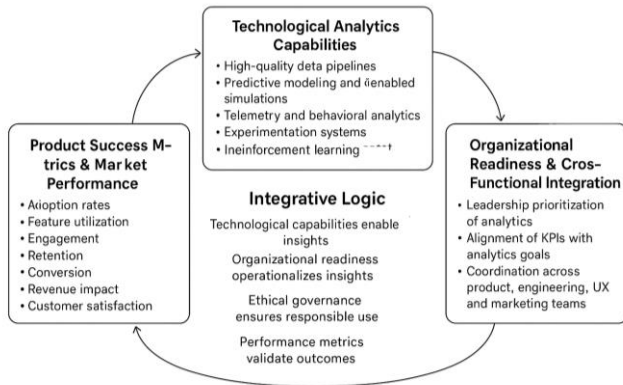 Technological Analytics
Capabilities
• High-quality deta pipelines
• Predictive modeling and ienabled
simulations
• Telemetry and behavioral analytics
• Experimentation systems
• Ineinforcement learning
Product Success M-
trics & Market
Performance
• Aioption rates
• Feature utilization
• Engagement
• Retention
• Conversion
• Revenue impact
• Customer satisfaction
Integrative Logic
Technological capabilities enable
insights
Organizational readiness
operationalizes insights
Ethical governance
ensures responsible use
Performance metrics
validate outcomes
Organizational
Readiness & Cros-
Functional Integration
• Leadership prioritization
of analytics
• Alignment of KPIs with
analytics goals
• Coordination across
product, engineering, UX
and marketing teams